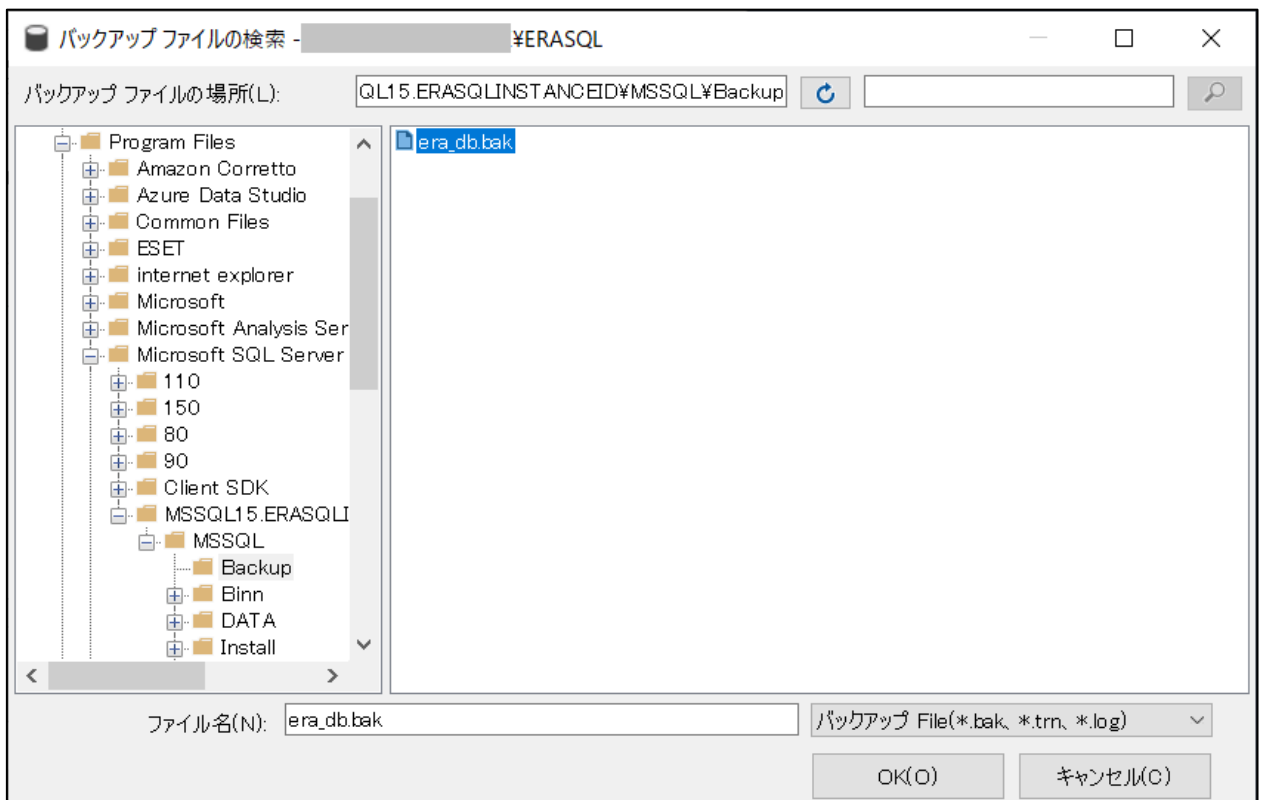 バックアップ ファイルの検索 - ¥ERASQL
バックアップ ファイルの場所(L): QL15.ERASQLINSTANCEID¥MSSQL¥Backup
Program Files
Amazon Corretto
Azure Data Studio
Common Files
ESET
internet explorer
Microsoft
Microsoft Analysis Ser
Microsoft SQL Server
110
150
80
90
Client SDK
MSSQL15.ERASQLI
MSSQL
Backup
Binn
DATA
Install
era_db.bak
ファイル名(N): era_db.bak バックアップ File(*.bak、*.trn、*.log)
OK(O) キャンセル(C)